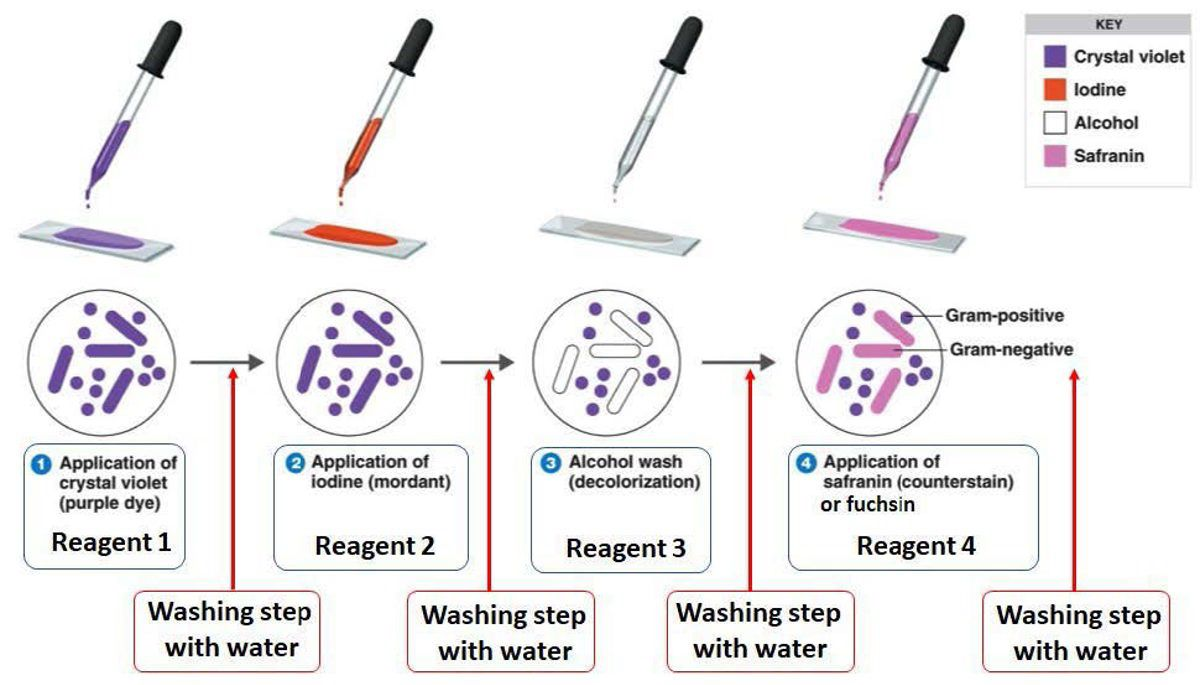 KEY
Crystal violet
Iodine
Alcohol
Safranin
Gram-positive
Gram-negative
1 Application of
crystal violet
(purple dye)
Reagent 1
2 Application of
iodine (mordant)
Reagent 2
3 Alcohol wash
(decolorization)
Reagent 3
4 Application of
safranin (counterstain)
or fuchsin
Reagent 4
Washing step
with water
Washing step
with water
Washing step
with water
Washing step
with water